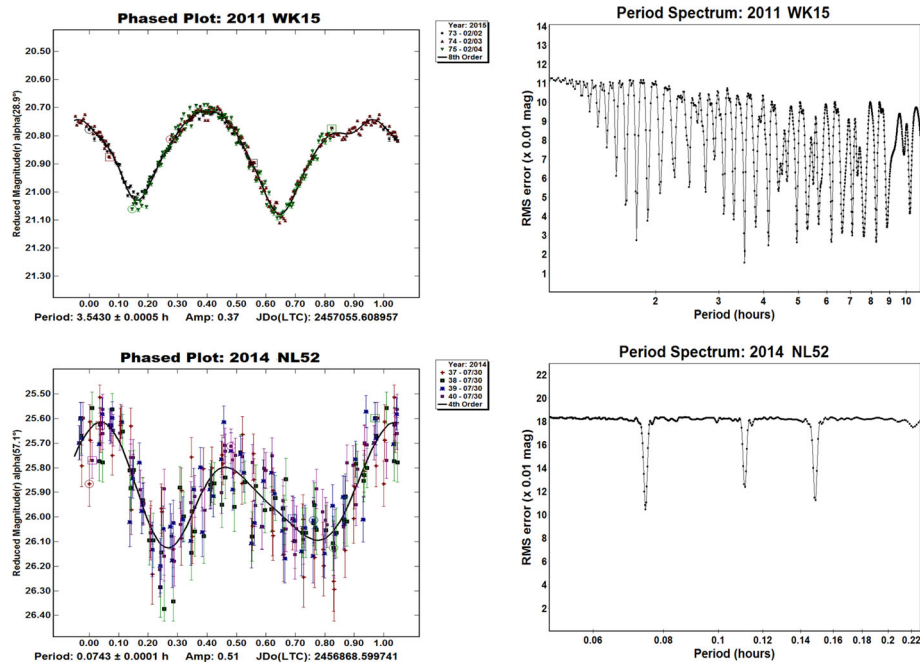 Phased Plot: 2011 WK15
Year: 2015
73 - 02/02
74 - 02/03
75 - 02/04
8th Order
Reduced Magnitude(r) alpha(28.9°)
20.50
20.60
20.70
20.80
20.90
21.00
21.10
21.20
21.30
0.00 0.10 0.20 0.30 0.40 0.50 0.60 0.70 0.80 0.90 1.00
Period: 3.5430 ± 0.0005 h Amp: 0.37 JDo(LTC): 2457055.608957
Period Spectrum: 2011 WK15
RMS error (x 0.01 mag)
14
13
12
11
10
9
8
7
6
5
4
3
2
1
2 3 4 5 6 7 8 9 10
Period (hours)
Phased Plot: 2014 NL52
Year: 2014
37 - 07/30
38 - 07/30
39 - 07/30
40 - 07/30
4th Order
Reduced Magnitude(r) alpha(57.1°)
25.50
25.60
25.70
25.80
25.90
26.00
26.10
26.20
26.30
26.40
0.00 0.10 0.20 0.30 0.40 0.50 0.60 0.70 0.80 0.90 1.00
Period: 0.0743 ± 0.0001 h Amp: 0.51 JDo(LTC): 2456868.599741
Period Spectrum: 2014 NL52
RMS error (x 0.01 mag)
22
20
18
16
14
12
10
8
6
4
2
0.06 0.08 0.1 0.12 0.14 0.16 0.18 0.2 0.22
Period (hours)